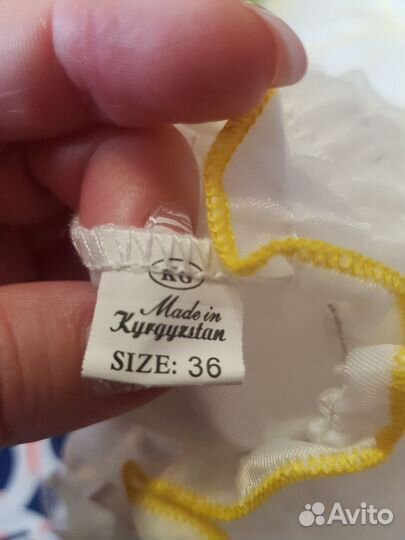 KG
Made in
Kyrgyzstan
SIZE: 36
Avito